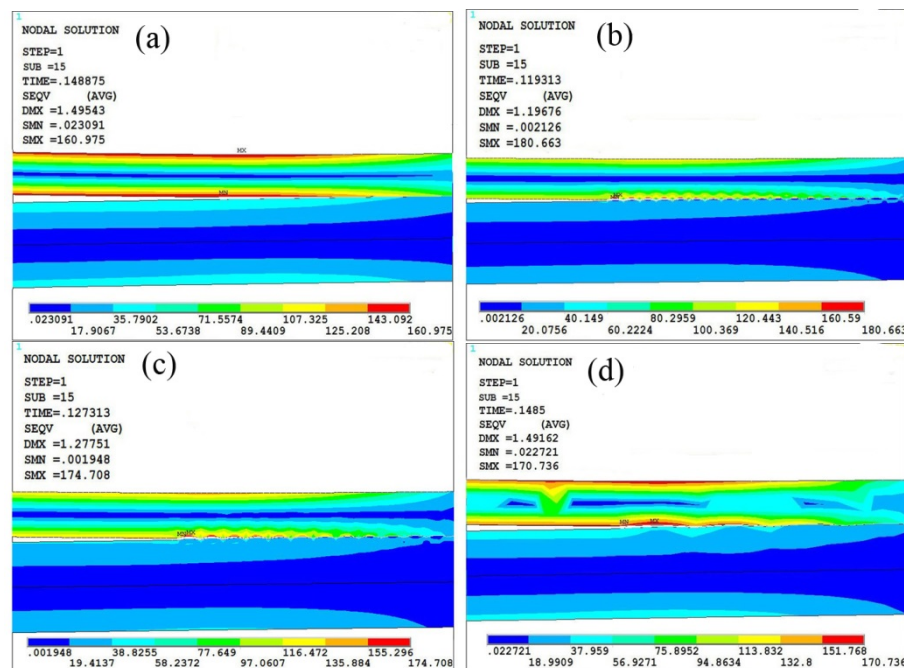 1
NODAL SOLUTION
(a)
STEP=1
SUB =15
TIME=.148875
SEQV (AVG)
DMX =1.49543
SMN =.023091
SMX =160.975
MX
MN
.023091 35.7902 71.5574 107.325 143.092
17.9067 53.6738 89.4409 125.208 160.975
1
NODAL SOLUTION
(b)
STEP=1
SUB =15
TIME=.119313
SEQV (AVG)
DMX =1.19676
SMN =.002126
SMX =180.663
.002126 40.149 80.2959 120.443 160.59
20.0756 60.2224 100.369 140.516 180.663
1
NODAL SOLUTION
(c)
STEP=1
SUB =15
TIME=.127313
SEQV (AVG)
DMX =1.27751
SMN =.001948
SMX =174.708
.001948 38.8255 77.649 116.472 155.296
19.4137 58.2372 97.0607 135.884 174.708
1
NODAL SOLUTION
(d)
STEP=1
SUB =15
TIME=.1485
SEQV (AVG)
DMX =1.49162
SMN =.022721
SMX =170.736
MN MX
.022721 37.959 75.8952 113.832 151.768
18.9909 56.9271 94.8634 132.8 170.736